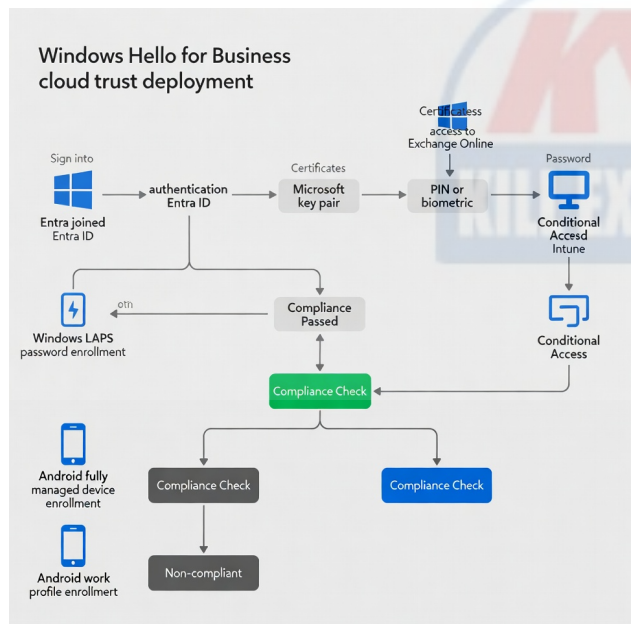 Windows Hello for Business
cloud trust deployment
Certificatess
access to
Exchange Online
Sign into
Certificates
Password
authentication
Entra ID
Microsoft
key pair
PIN or
biometric
Entra joined
Entra ID
Conditional
Accesd
Intune
oth
Compliance
Passed
Windows LAPS
password enrollment
Conditional
Access
Compliance Check
Android fully
managed device
enrollment
Compliance Check
Compliance Check
Android work
profile enrollmert
Non-compliant